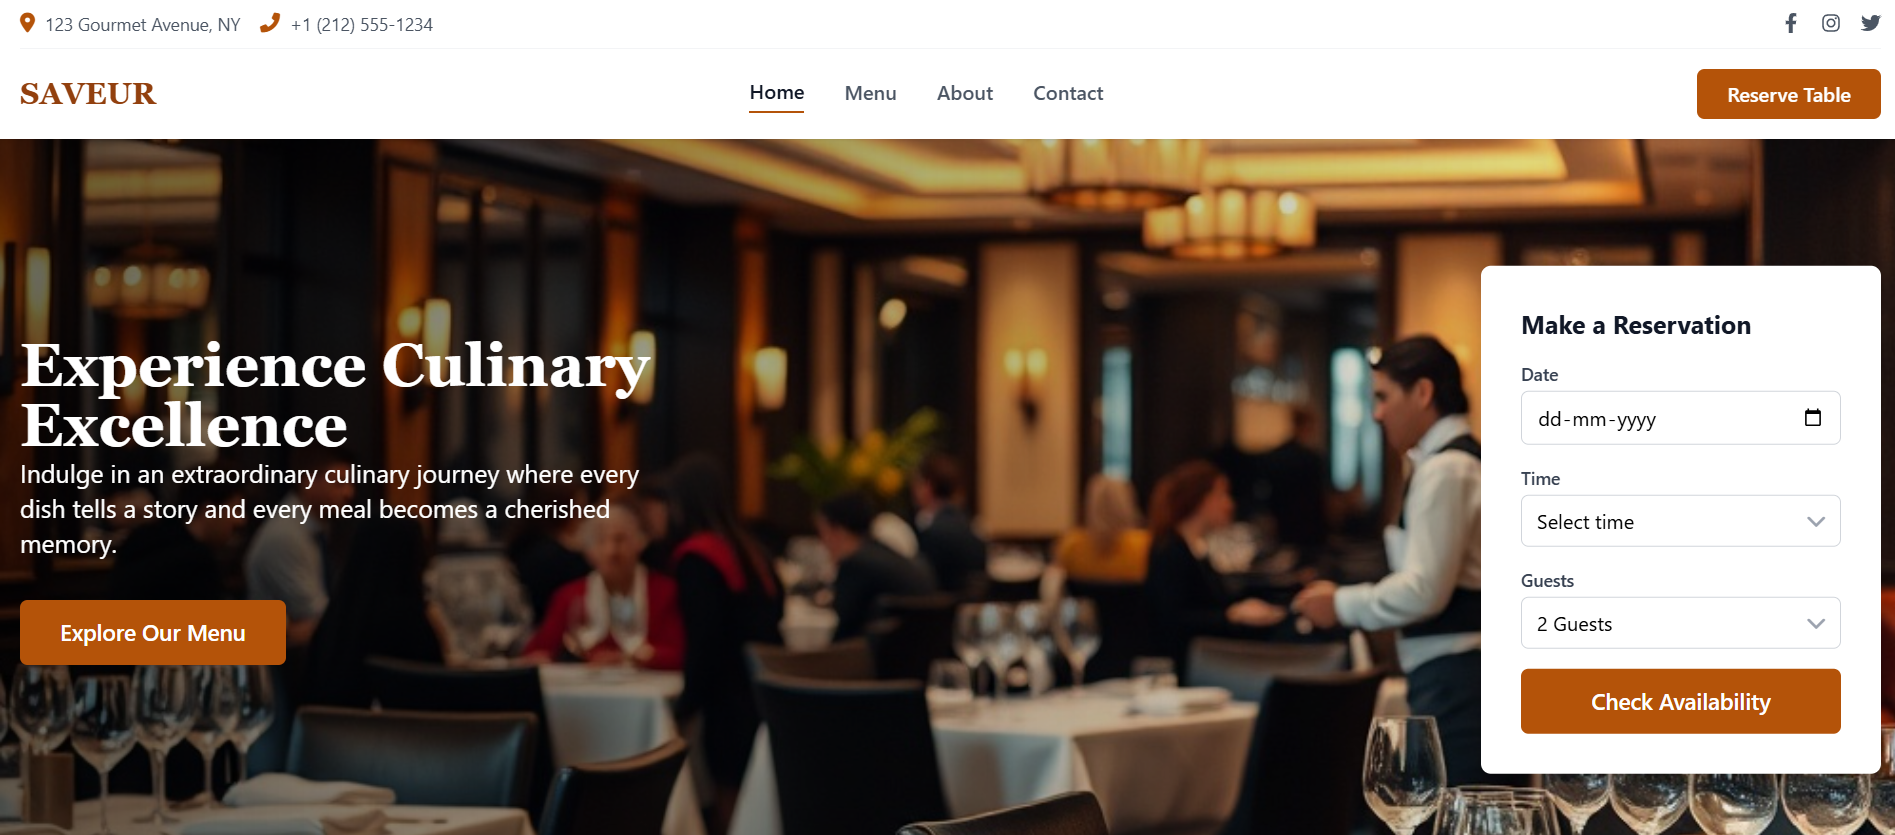 123 Gourmet Avenue, NY
+1 (212) 555-1234
SAVEUR
Home
Menu
About
Contact
Reserve Table
Experience Culinary
Excellence
Indulge in an extraordinary culinary journey where every
dish tells a story and every meal becomes a cherished
memory.
Explore Our Menu
Make a Reservation
Date
dd-mm-yyyy
Time
Select time
Guests
2 Guests
Check Availability